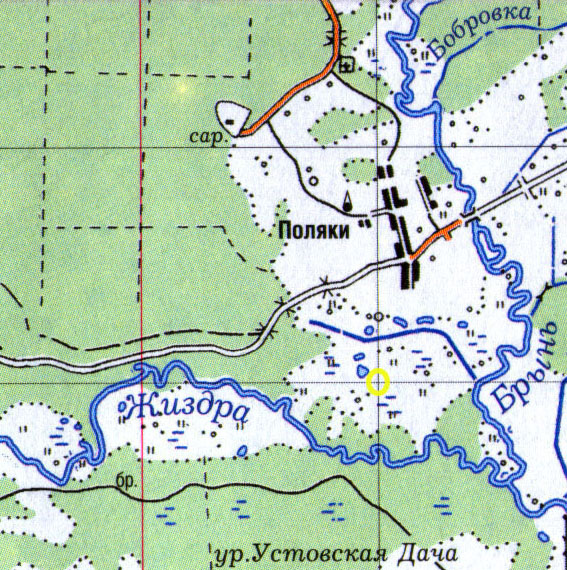 Бобровка
сар.
Поляки
Брынь
Жиздра
бр.
ур.Устовская Дача